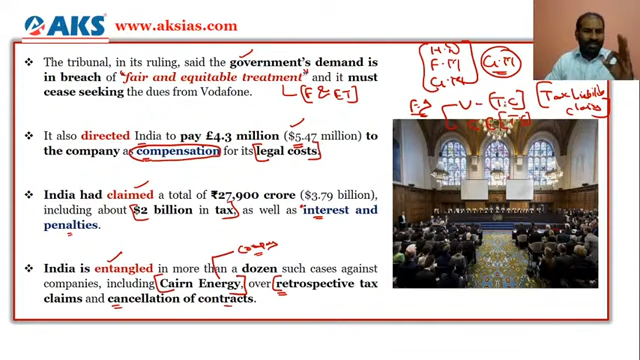 AKS
www.aksias.com
The tribunal, in its ruling, said the government's demand is
in breach of "fair and equitable treatment" and it must
cease seeking the dues from Vodafone.
[F & ET]
H.
F.M
G.M
Tax Liability
claims
V - [T.C]
It also directed India to pay £4.3 million ($5.47 million) to
the company as compensation for its legal costs.
India had claimed a total of ₹27,900 crore ($3.79 billion),
including about $2 billion in tax, as well as interest and
penalties.
India is entangled in more than a dozen such cases against
companies, including Cairn Energy, over retrospective tax
claims and cancellation of contracts.